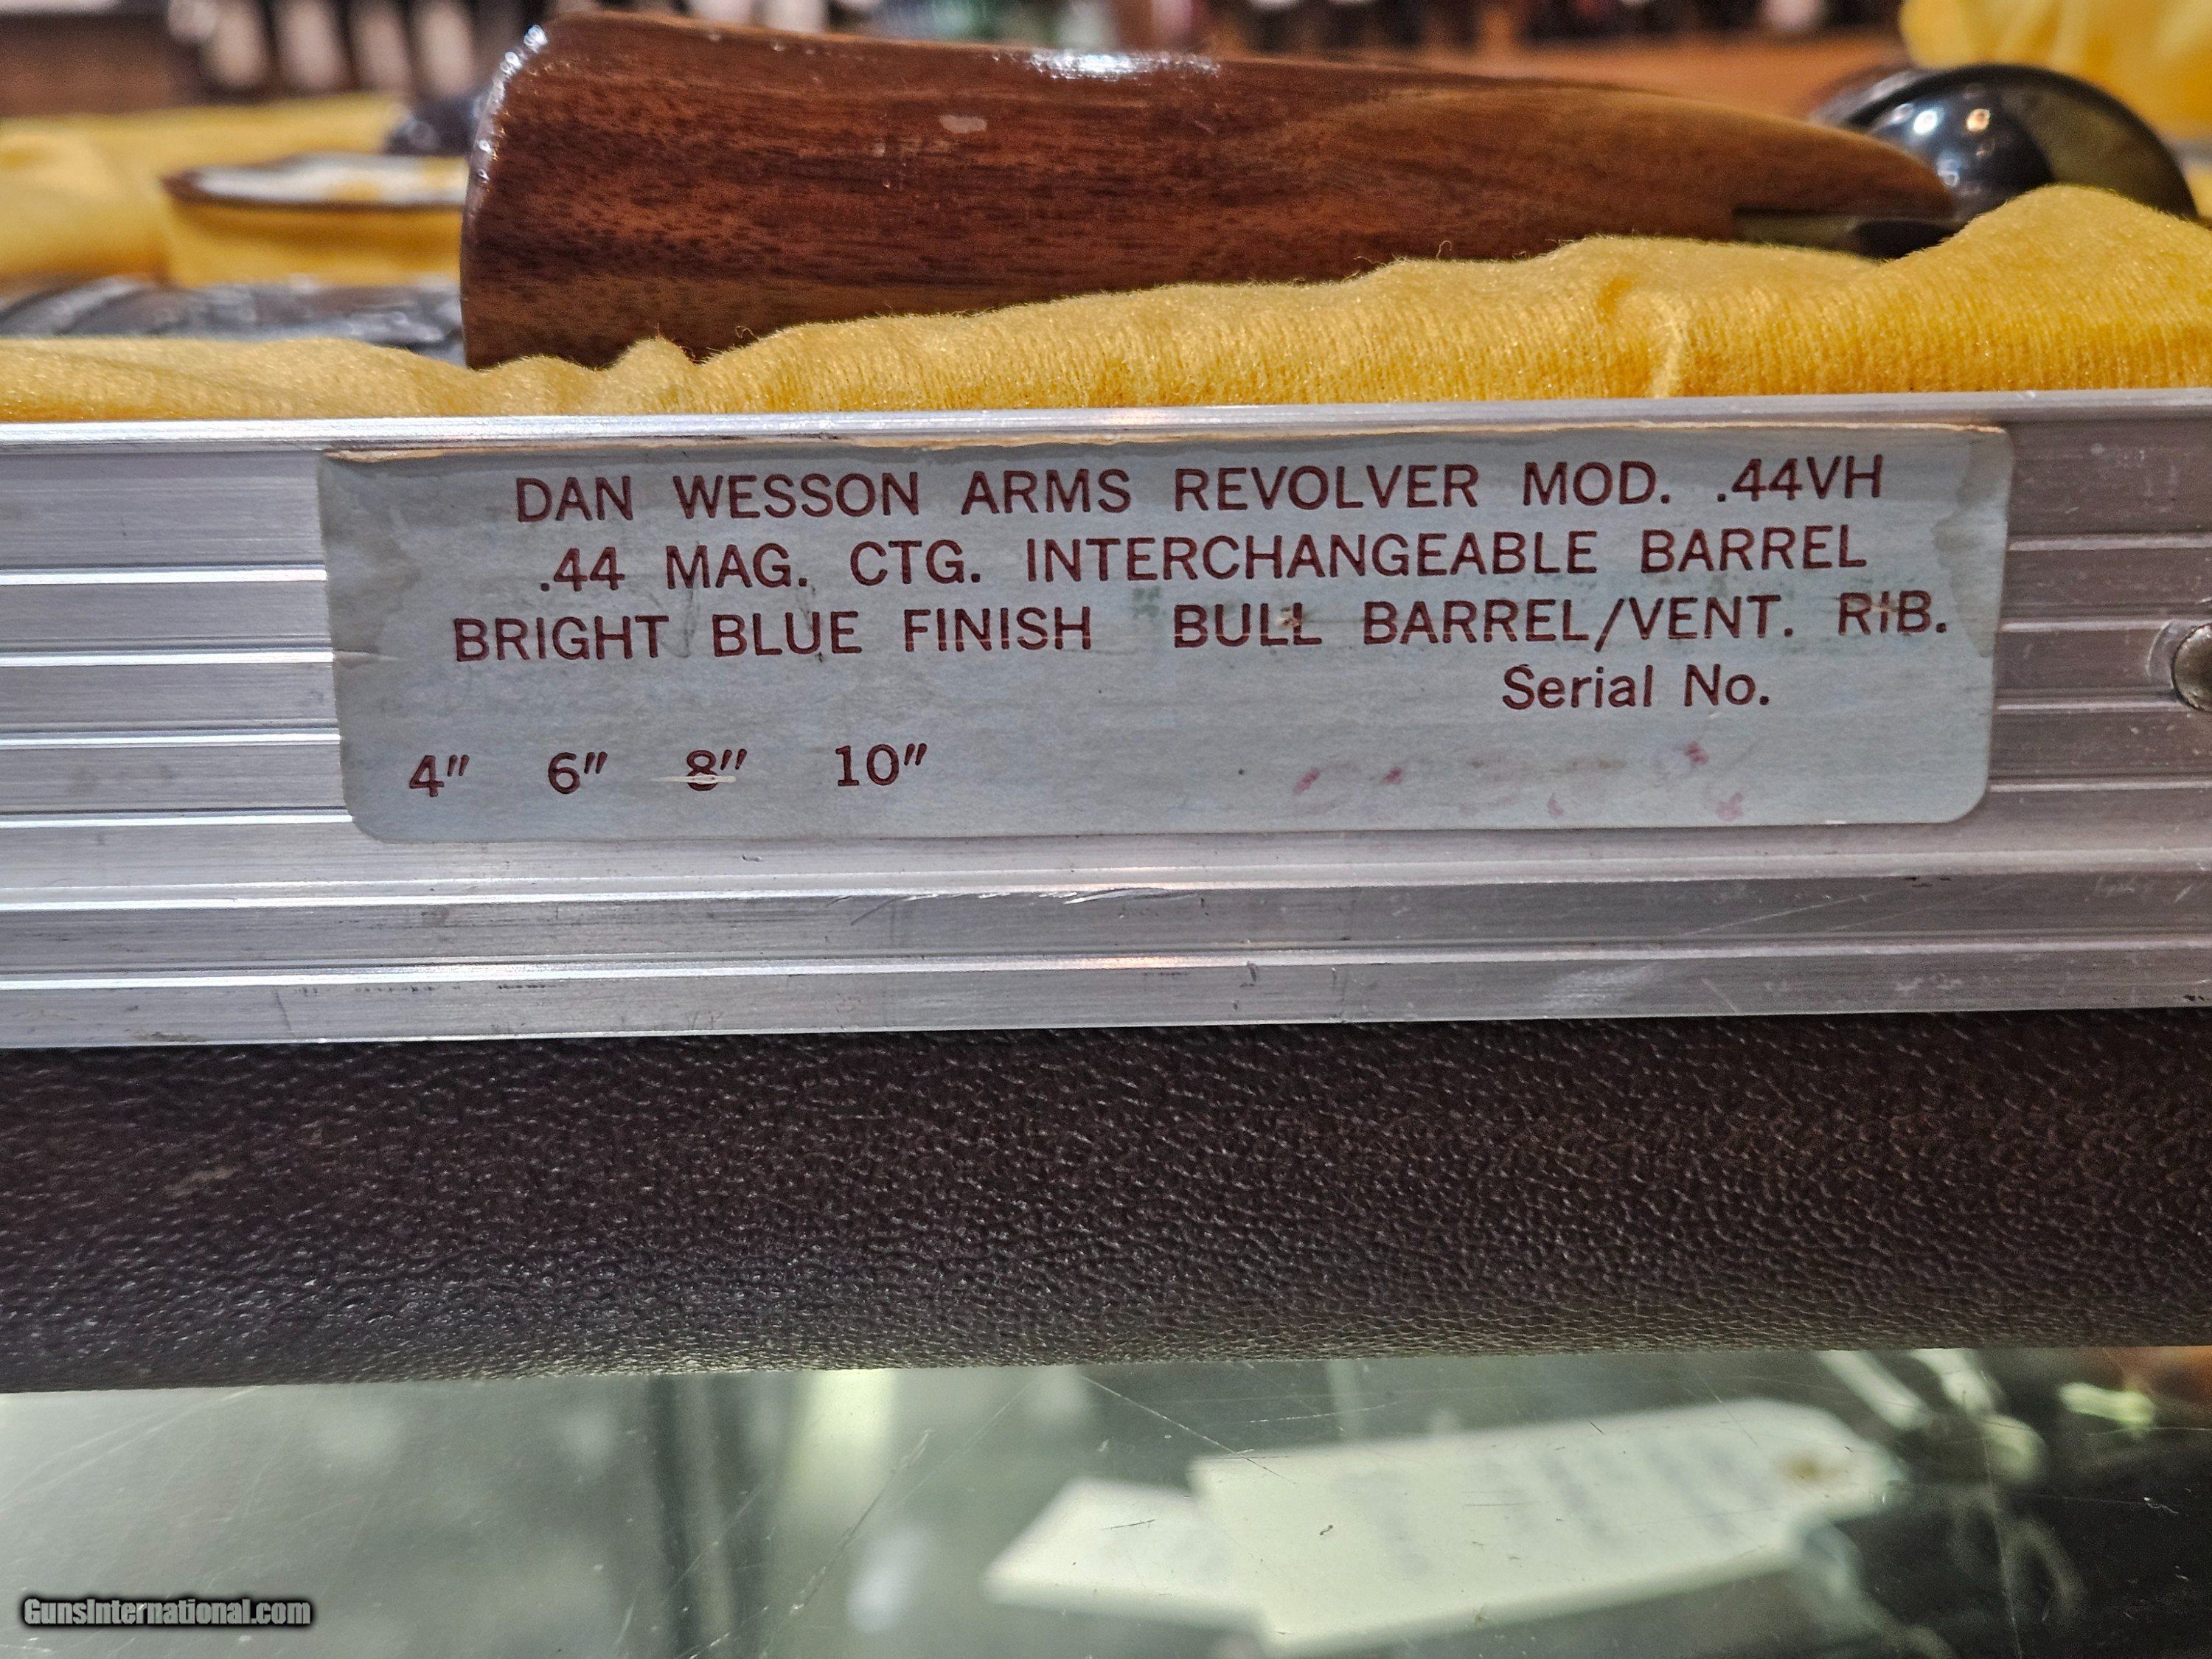 DAN WESSON ARMS REVOLVER MOD. .44VH
.44 MAG. CTG. INTERCHANGEABLE BARREL
BRIGHT BLUE FINISH BULL BARREL/VENT. RIB.
Serial No.
4" 6" 8" 10"
GunsInternational.com